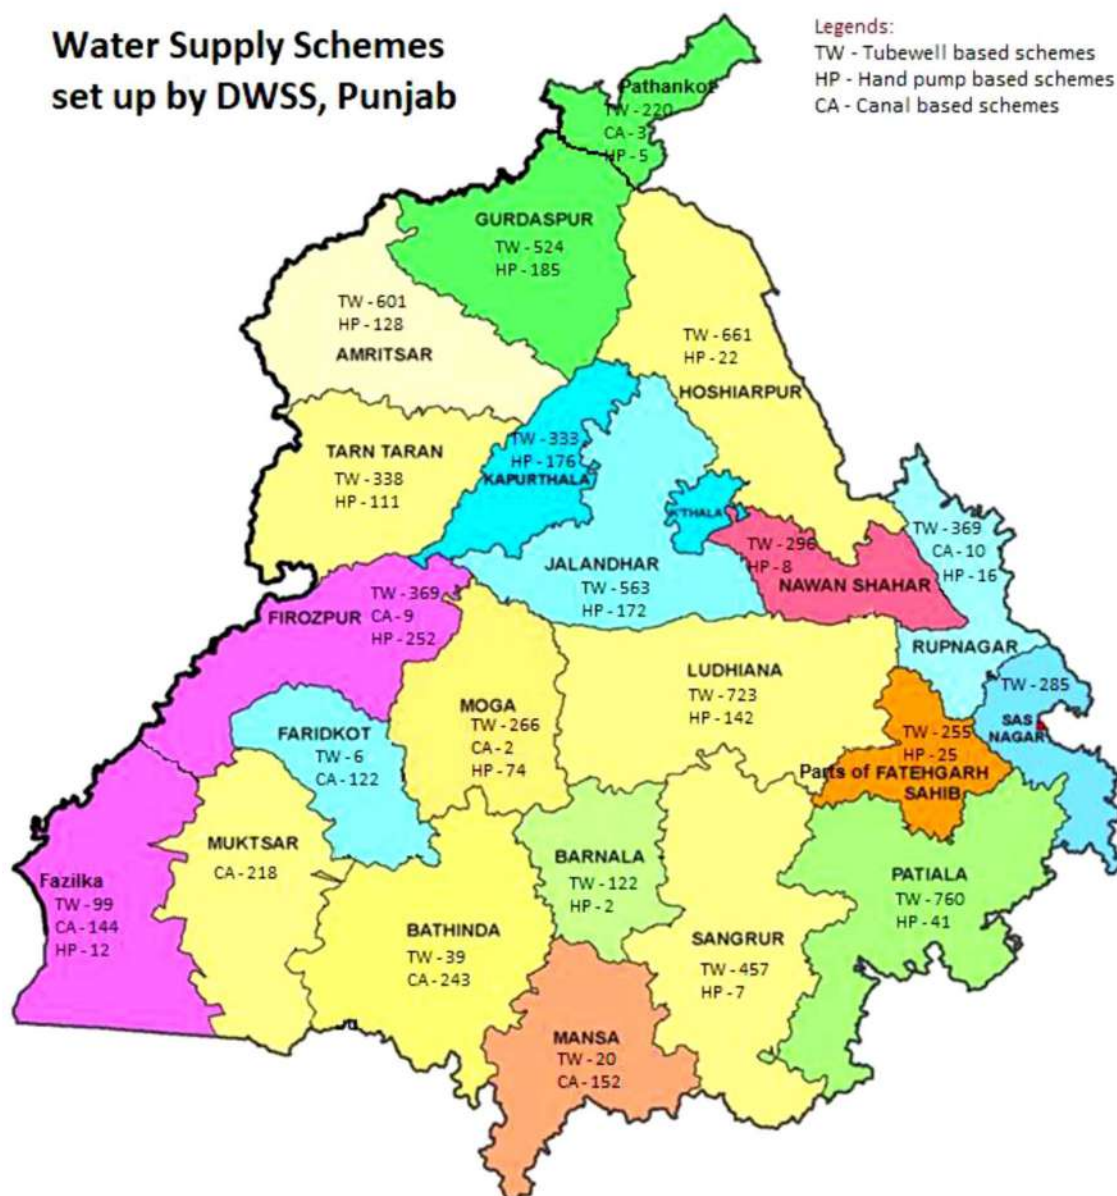 Water Supply Schemes
set up by DWSS, Punjab
Legends:
TW - Tubewell based schemes
HP - Hand pump based schemes
CA - Canal based schemes
Pathankot
TW - 220
CA - 3
HP - 5
GURDASPUR
TW - 524
HP - 185
TW - 601
HP - 128
AMRITSAR
TW - 661
HP - 22
HOSHIARPUR
TARN TARAN
TW - 338
HP - 111
TW - 333
HP - 176
KAPURTHALA
K'THALA
JALANDHAR
TW - 563
HP - 172
TW - 296
HP - 8
NAWAN SHAHAR
TW - 369
CA - 10
HP - 16
RUPNAGAR
FIROZPUR
TW - 369
CA - 9
HP - 252
MOGA
TW - 266
CA - 2
HP - 74
LUDHIANA
TW - 723
HP - 142
TW - 285
SAS
NAGAR
TW - 255
HP - 25
Parts of FATEHGARH
SAHIB
FARIDKOT
TW - 6
CA - 122
MUKTSAR
CA - 218
Fazilka
TW - 99
CA - 144
HP - 12
BATHINDA
TW - 39
CA - 243
BARNALA
TW - 122
HP - 2
SANGRUR
TW - 457
HP - 7
PATIALA
TW - 760
HP - 41
MANSA
TW - 20
CA - 152